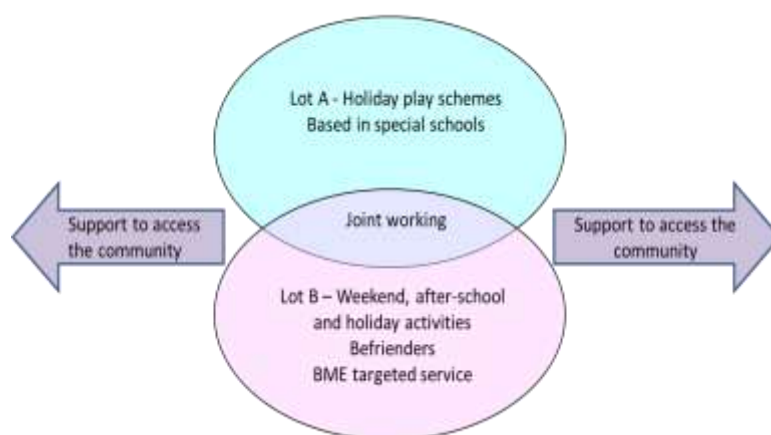 Lot A - Holiday play schemes
Based in special schools
Support to access
the community
Joint working
Support to access the
community
Lot B – Weekend, after-school
and holiday activities
Befrienders
BME targeted service